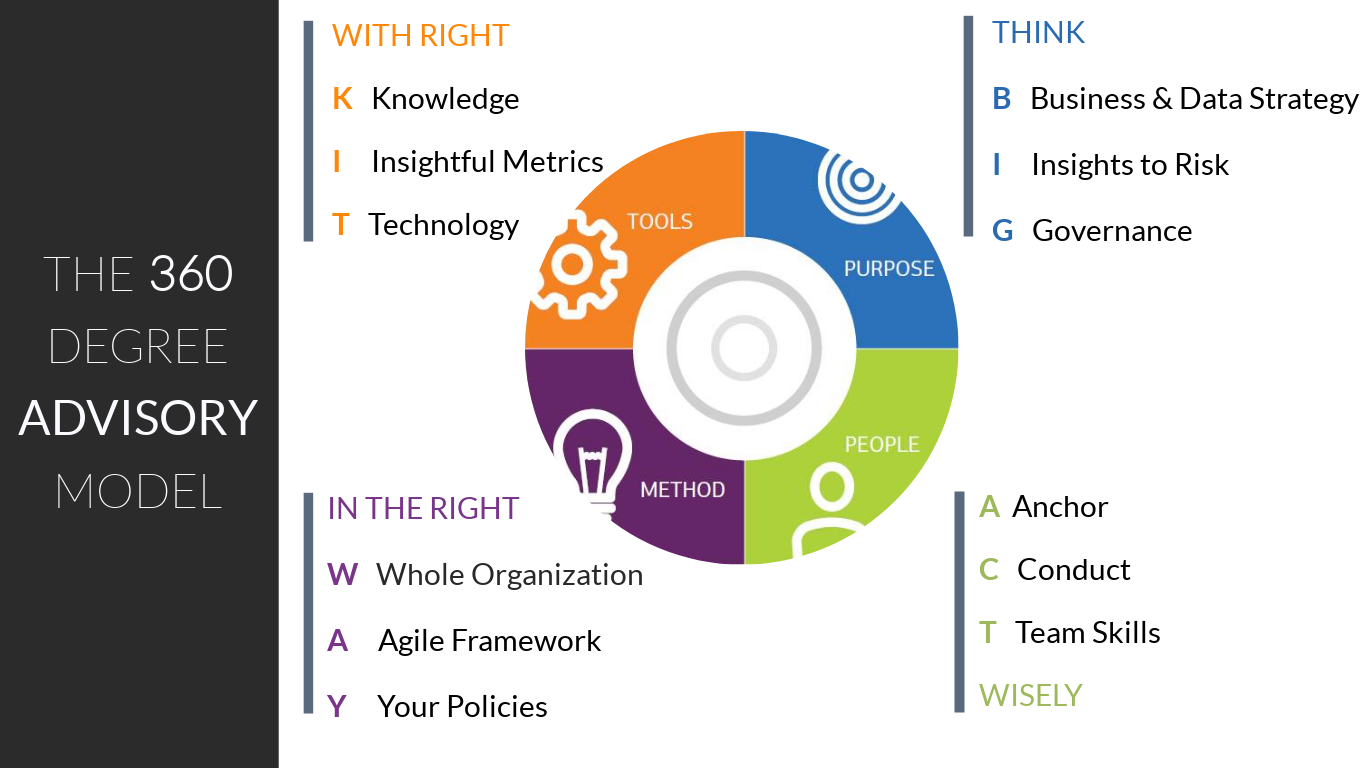 THE 360
DEGREE
ADVISORY
MODEL
WITH RIGHT
K Knowledge
I Insightful Metrics
T Technology
THINK
B Business & Data Strategy
I Insights to Risk
G Governance
TOOLS
PURPOSE
METHOD
PEOPLE
IN THE RIGHT
W Whole Organization
A Agile Framework
Y Your Policies
A Anchor
C Conduct
T Team Skills
WISELY